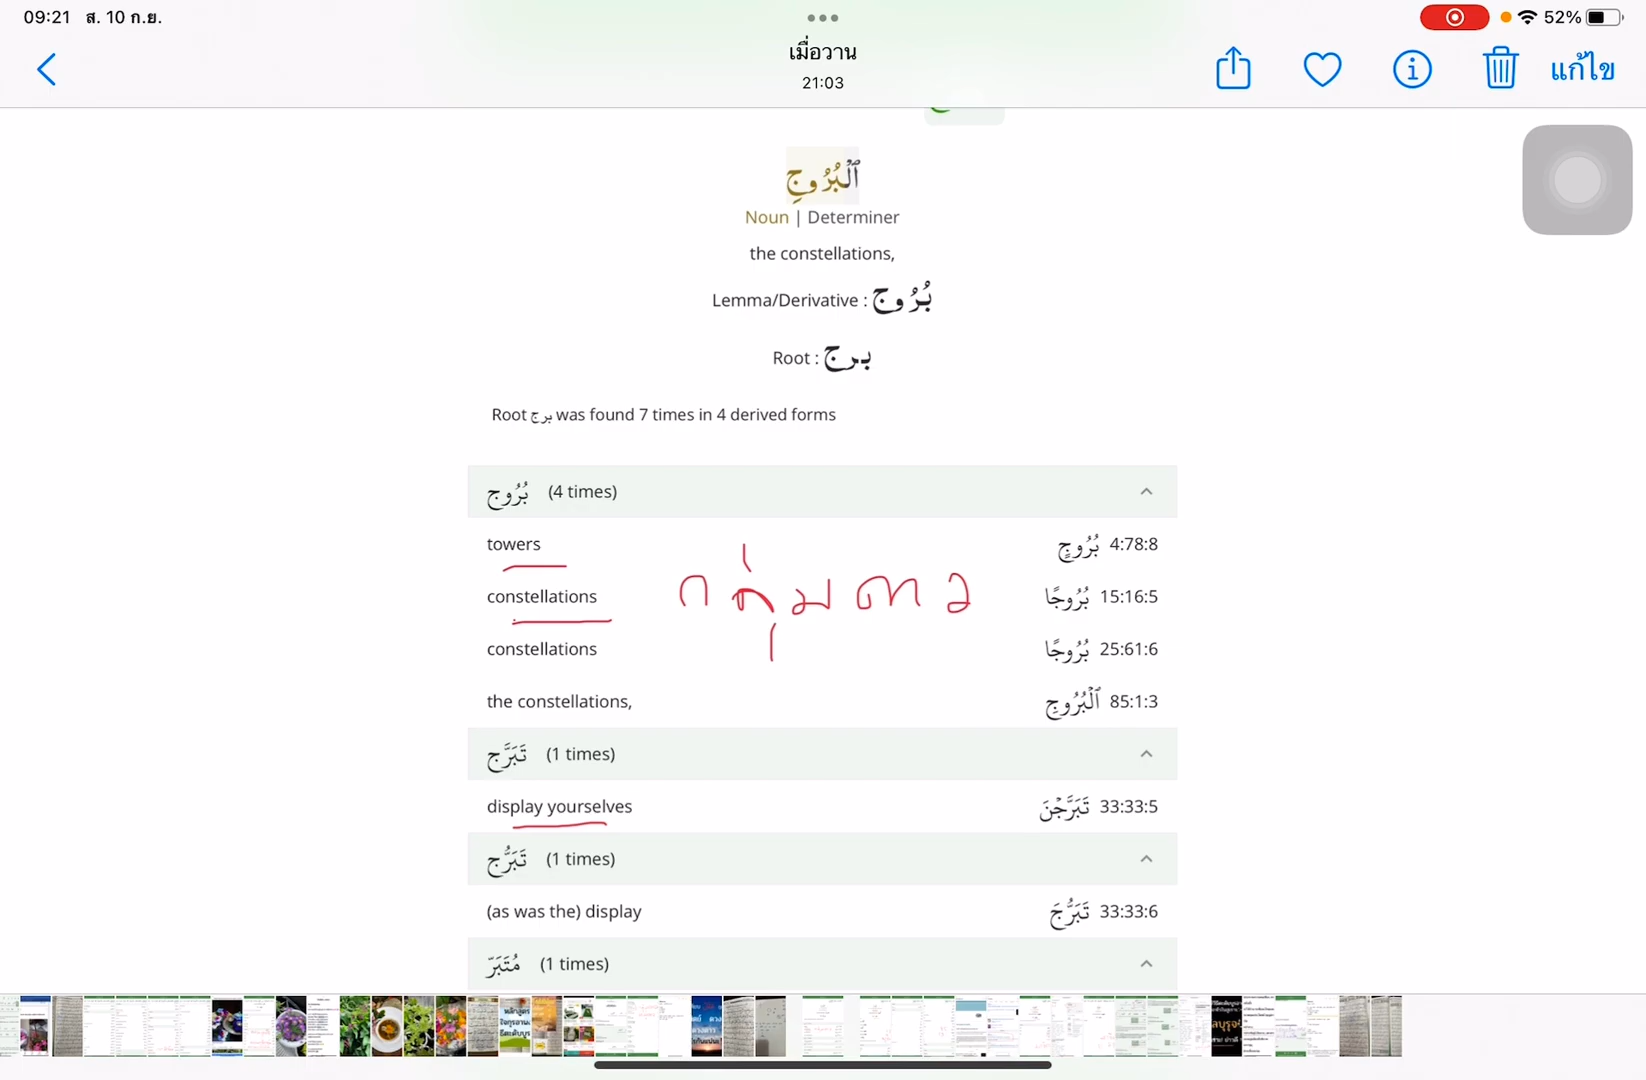 09:21 ส. 10 ก.ย.
52%
เมื่อวาน
21:03
แก้ไข
ٱلْبُرُوجِ
Noun | Determiner
the constellations,
Lemma/Derivative : بُرُوج
Root : برج
Root برج was found 7 times in 4 derived forms
بُرُوج (4 times)
towers بُرُوجٍ 4:78:8
constellations بُرُوجًا 15:16:5
constellations بُرُوجًا 25:61:6
the constellations, ٱلْبُرُوجِ 85:1:3
تَبَرَّج (1 times)
display yourselves تَبَرَّجْنَ 33:33:5
تَبَرُّج (1 times)
(as was the) display تَبَرُّجَ 33:33:6
مُتَبَرّ (1 times)